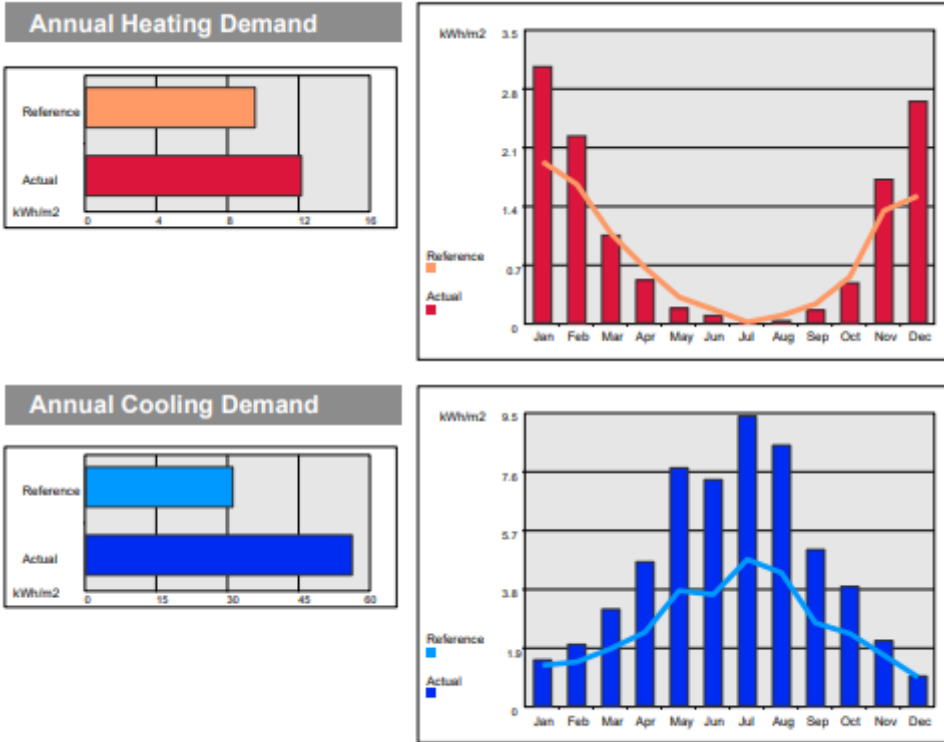 Annual Heating Demand
Reference
Actual
kWh/m2
0 4 8 12 16
kWh/m2
3.5
2.8
2.1
1.4
0.7
0
Reference
Actual
Jan Feb Mar Apr May Jun Jul Aug Sep Oct Nov Dec
Annual Cooling Demand
Reference
Actual
kWh/m2
0 15 30 45 60
kWh/m2
9.5
7.6
5.7
3.8
1.9
0
Reference
Actual
Jan Feb Mar Apr May Jun Jul Aug Sep Oct Nov Dec